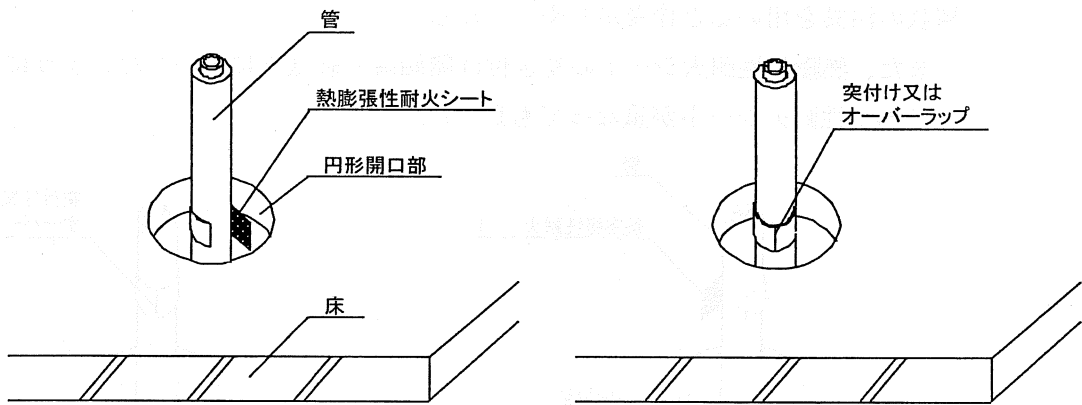 管
熱膨張性耐火シート
円形開口部
床
突付け又は
オーバーラップ